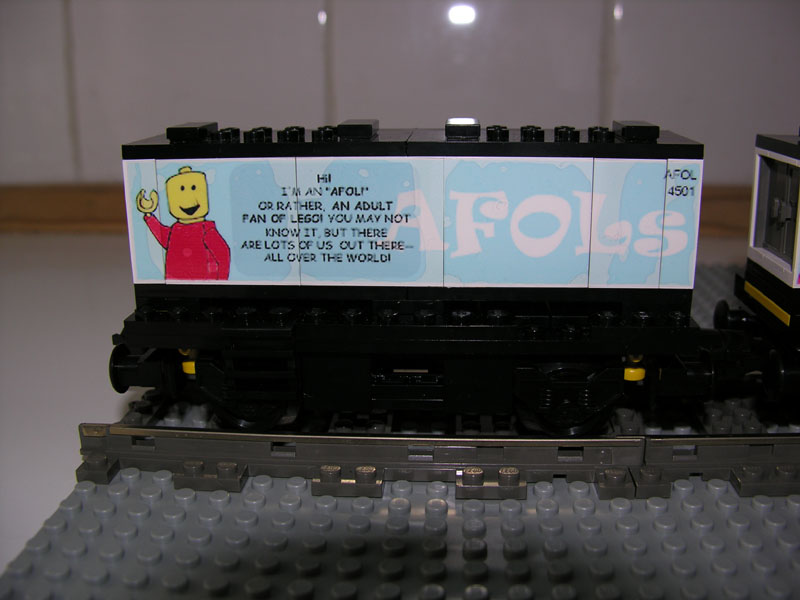 HI!
I'M AN "AFOL!"
OR RATHER, AN ADULT
FAN OF LEGO! YOU MAY NOT
KNOW IT, BUT THERE
ARE LOTS OF US OUT THERE—
ALL OVER THE WORLD!
AFOLs
AFOL
4501